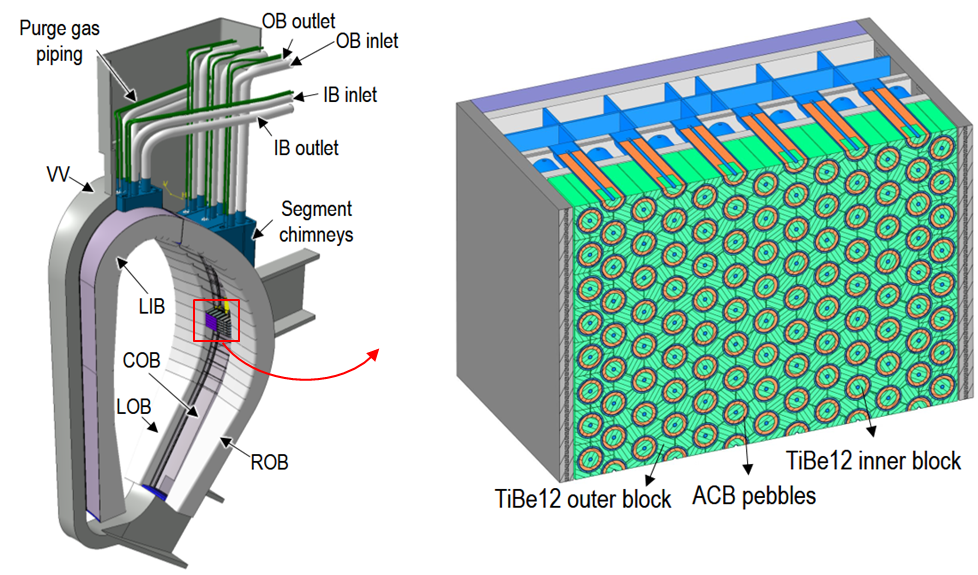 Purge gas
piping
OB outlet
OB inlet
IB inlet
IB outlet
VV
Segment
chimneys
LIB
COB
LOB
ROB
TiBe12 outer block
ACB pebbles
TiBe12 inner block